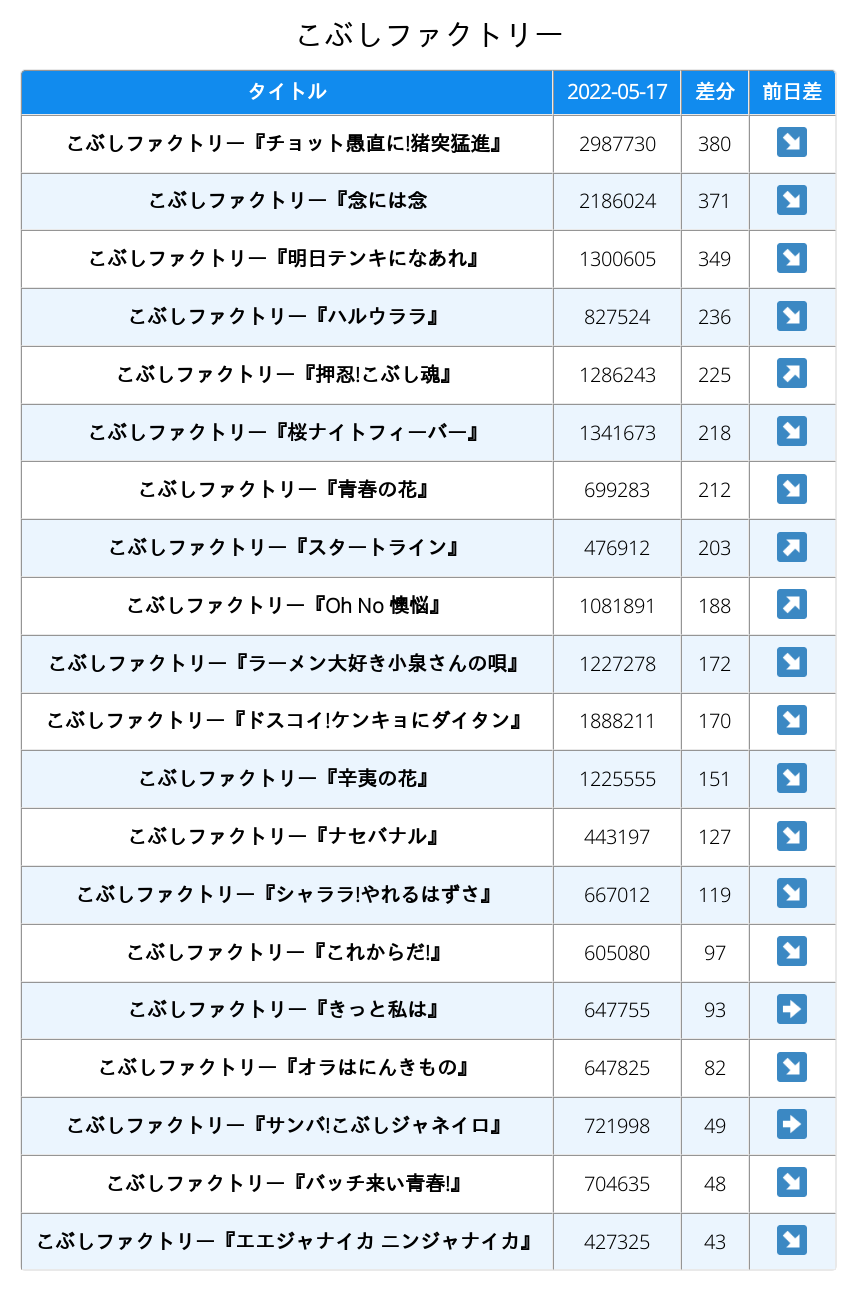 こぶしファクトリー
タイトル 2022-05-17 差分 前日差
こぶしファクトリー『チョット愚直に!猪突猛進』 2987730 380 ↘
こぶしファクトリー『念には念 2186024 371 ↘
こぶしファクトリー『明日テンキになあれ』 1300605 349 ↘
こぶしファクトリー『ハルウララ』 827524 236 ↘
こぶしファクトリー『押忍!こぶし魂』 1286243 225 ↗
こぶしファクトリー『桜ナイトフィーバー』 1341673 218 ↘
こぶしファクトリー『青春の花』 699283 212 ↘
こぶしファクトリー『スタートライン』 476912 203 ↗
こぶしファクトリー『Oh No 懊悩』 1081891 188 ↗
こぶしファクトリー『ラーメン大好き小泉さんの唄』 1227278 172 ↘
こぶしファクトリー『ドスコイ!ケンキョにダイタン』 1888211 170 ↘
こぶしファクトリー『辛夷の花』 1225555 151 ↘
こぶしファクトリー『ナセバナル』 443197 127 ↘
こぶしファクトリー『シャララ!やれるはずさ』 667012 119 ↘
こぶしファクトリー『これからだ!』 605080 97 ↘
こぶしファクトリー『きっと私は』 647755 93 ➡
こぶしファクトリー『オラはにんきもの』 647825 82 ↘
こぶしファクトリー『サンバ!こぶしジャネイロ』 721998 49 ➡
こぶしファクトリー『バッチ来い青春!』 704635 48 ↘
こぶしファクトリー『エエジャナイカ ニンジャナイカ』 427325 43 ↘